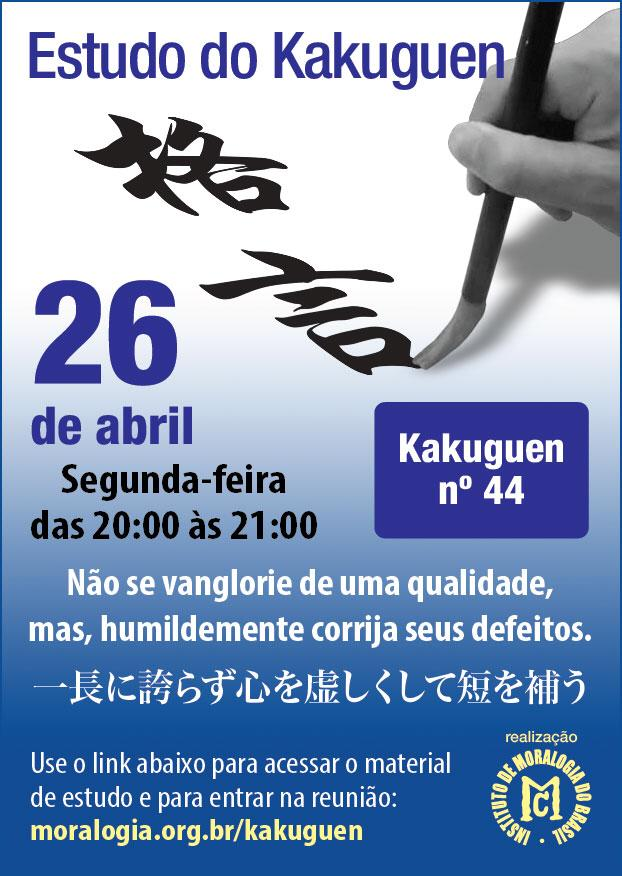 Estudo do Kakuguen
格言
26
de abril
Segunda-feira
das 20:00 às 21:00
Kakuguen
nº 44
Não se vanglorie de uma qualidade,
mas, humildemente corrija seus defeitos.
一長に誇らず心を虚しくして短を補う
Use o link abaixo para acessar o material
de estudo e para entrar na reunião:
moralogia.org.br/kakuguen
realização
INSTITUTO DE MORALOGIA DO BRASIL
MC